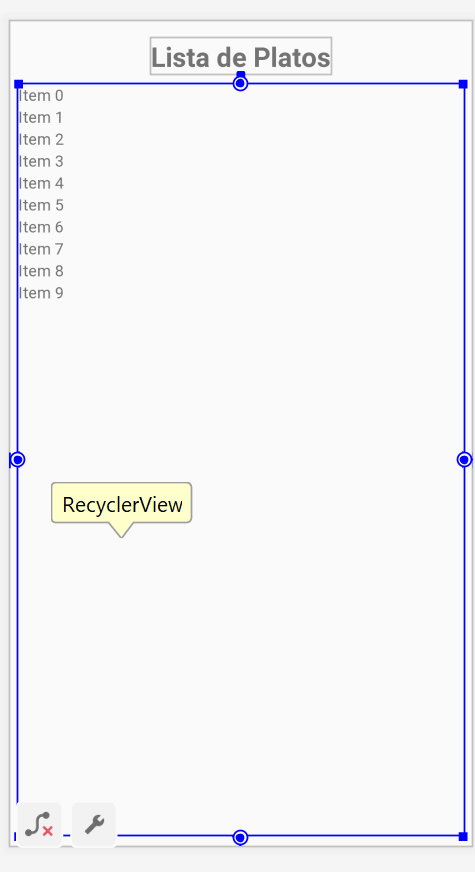 Lista de Platos
Item 0
Item 1
Item 2
Item 3
Item 4
Item 5
Item 6
Item 7
Item 8
Item 9
RecyclerView